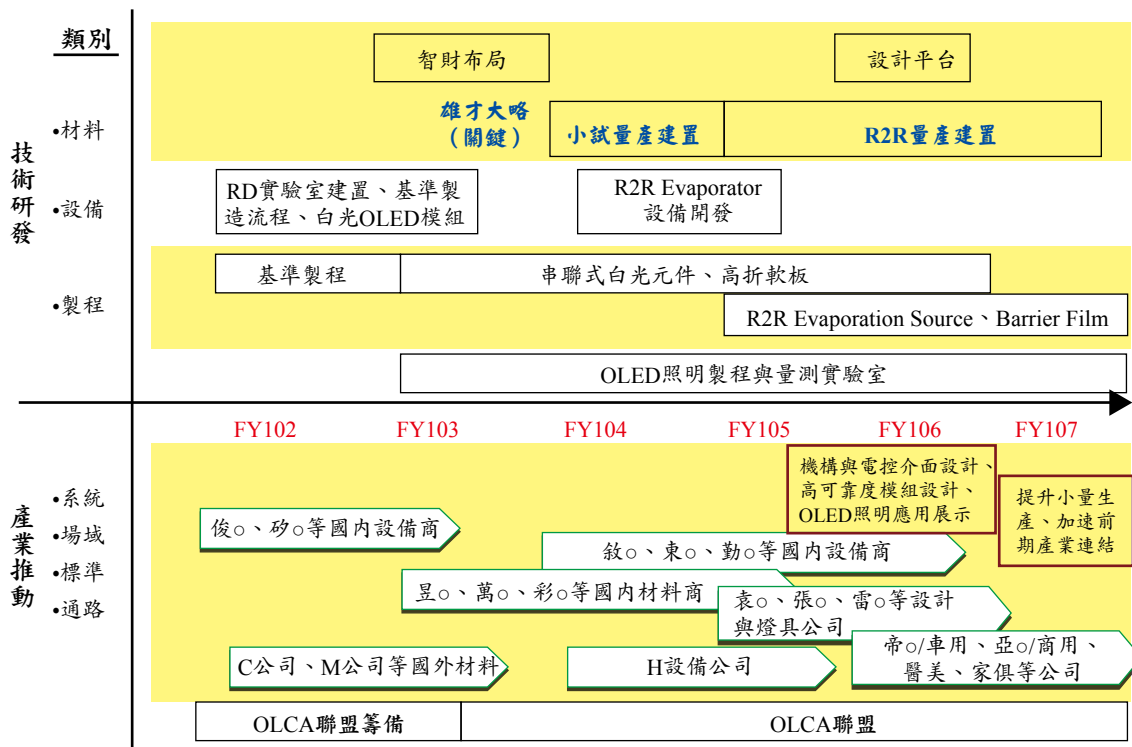 類別
智財布局
設計平台
技術研發
•材料
雄才大略
（關鍵）
小試量產建置
R2R量產建置
•設備
RD實驗室建置、基準製
造流程、白光OLED模組
R2R Evaporator
設備開發
•製程
基準製程
串聯式白光元件、高折軟板
R2R Evaporation Source、Barrier Film
OLED照明製程與量測實驗室
FY102
FY103
FY104
FY105
FY106
FY107
產業推動
•系統
•場域
•標準
•通路
機構與電控介面設計、
高可靠度模組設計、
OLED照明應用展示
提升小量生
產、加速前
期產業連結
俊○、矽○等國內設備商
敘○、東○、勤○等國內設備商
昱○、萬○、彩○等國內材料商
袁○、張○、雷○等設計
與燈具公司
C公司、M公司等國外材料
H設備公司
帝○/車用、亞○/商用、
醫美、家俱等公司
OLCA聯盟籌備
OLCA聯盟